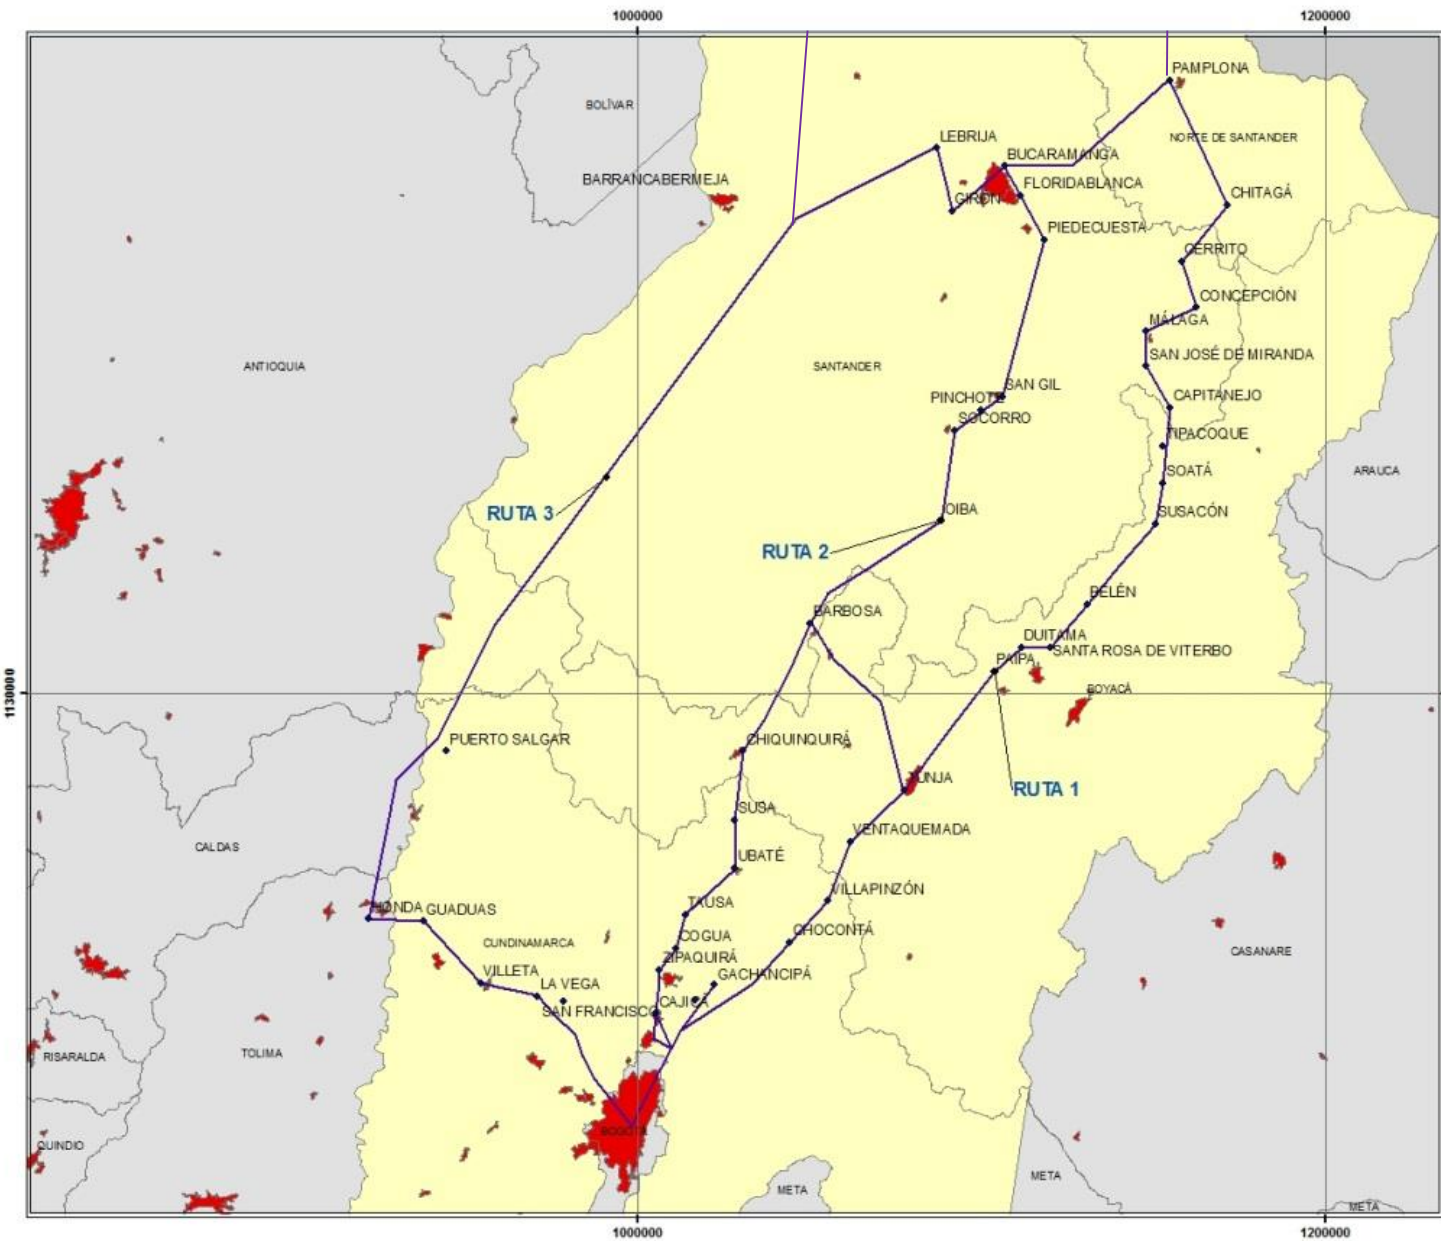 1000000
1200000
PAMPLONA
BOLÍVAR
NORTE DE SANTANDER
LEBRIJA
BUCARAMANGA
BARRANCABERMEJA
FLORIDABLANCA
CHITAGÁ
GIRÓN
PIEDECUESTA
CERRITO
CONCEPCIÓN
MÁLAGA
SAN JOSÉ DE MIRANDA
ANTIOQUIA
SANTANDER
SAN GIL
PINCHOTE
CAPITANEJO
SOCORRO
TIPACOQUE
ARAUCA
SOATÁ
RUTA 3
OIBA
SUSACÓN
RUTA 2
BELÉN
BARBOSA
DUITAMA
SANTA ROSA DE VITERBO
PAIPA
1130000
BOYACÁ
PUERTO SALGAR
CHIQUINQUIRÁ
TUNJA
RUTA 1
SUSA
VENTAQUEMADA
CALDAS
UBATÉ
VILLAPINZÓN
TAUSA
HONDA
GUADUAS
CHOCONTÁ
CUNDINAMARCA
COGUA
CASANARE
ZIPAQUIRÁ
GACHANCIPÁ
VILLETA
LA VEGA
CAJICÁ
SAN FRANCISCO
RISARALDA
TOLIMA
BOGOTÁ
QUINDIO
META
META
META
1000000
1200000